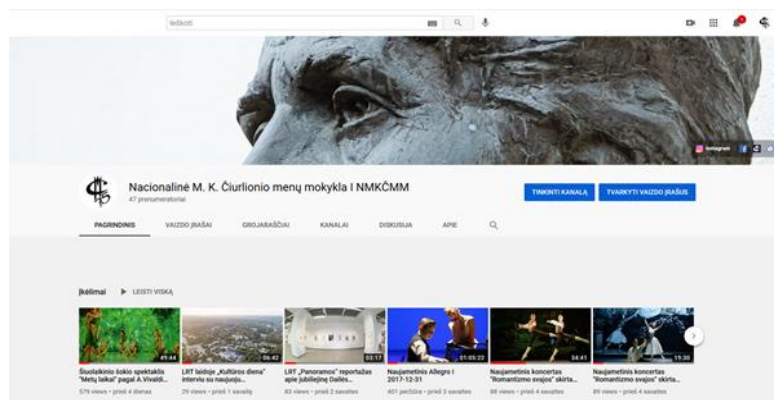 Ieškoti
Instagram
Nacionalinė M. K. Čiurlionio menų mokykla I NMKČMM
47 prenumeratoriai
TINKINTI KANALĄ
TVARKYTI VAIZDO ĮRAŠUS
PAGRINDINIS VAIZDO ĮRAŠAI GROJARAŠČIAI KANALAI DISKUSIJA APIE
Įkėlimai LEISTI VISKĄ
49:44 06:42 03:17 01:05:22 34:41 19:30
Šiuolaikinio šokio spektaklis
"Metų laikai" pagal A.Vivaldi...
579 views • prieš 4 dienas
LRT laidoje „Kultūros diena"
interviu su naujuoju...
29 views • prieš 1 savaitę
LRT „Panoramos" reportažas
apie jubiliejinę Dailės...
83 views • prieš 2 savaites
Naujametinis Allegro I
2017-12-31
401 peržiūra • prieš 3 savaites
Naujametinis koncertas
"Romantizmo svajos" skirta...
98 views • prieš 4 savaites
Naujametinis koncertas
"Romantizmo svajos" skirta...
89 views • prieš 4 savaites